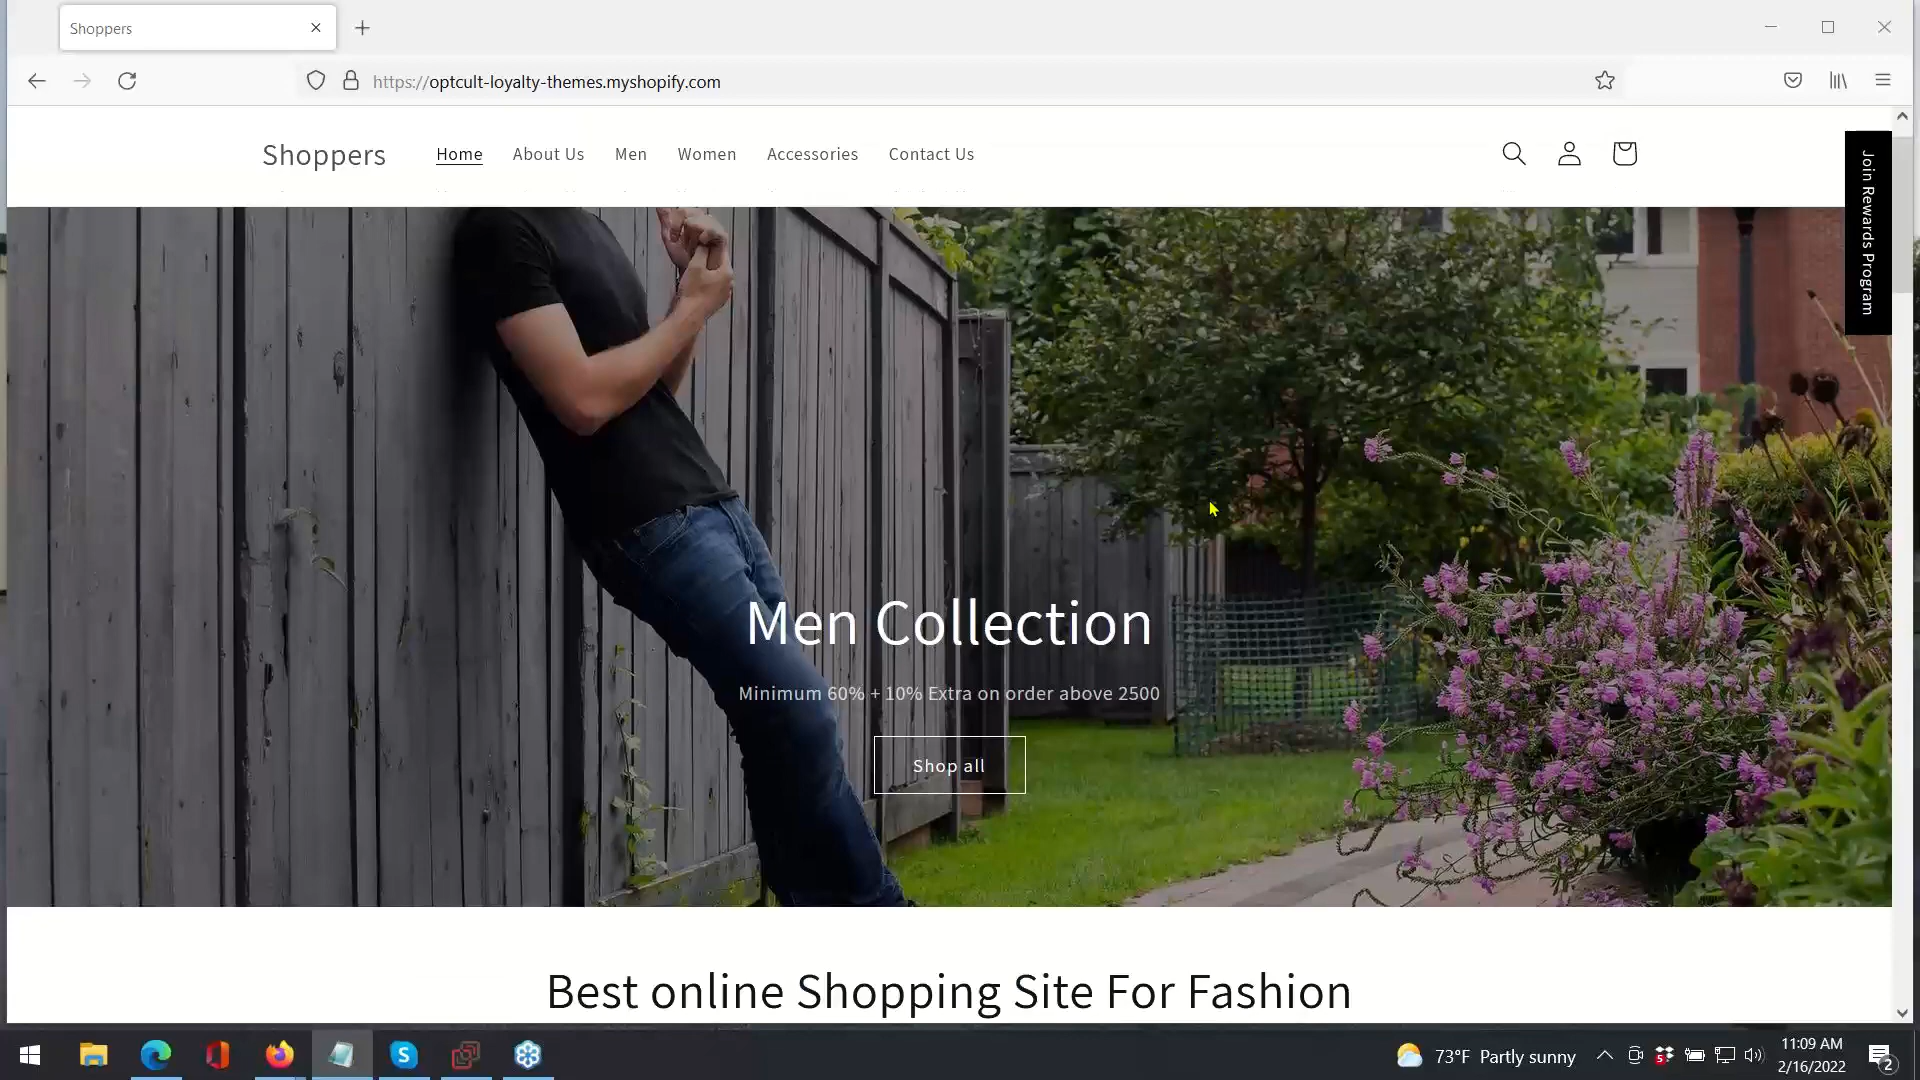 Shoppers
https://optcult-loyalty-themes.myshopify.com
Shoppers
Home
About Us
Men
Women
Accessories
Contact Us
Join Rewards Program
Men Collection
Minimum 60% + 10% Extra on order above 2500
Shop all
Best online Shopping Site For Fashion
S
5
73°F Partly sunny
11:09 AM
2/16/2022
2